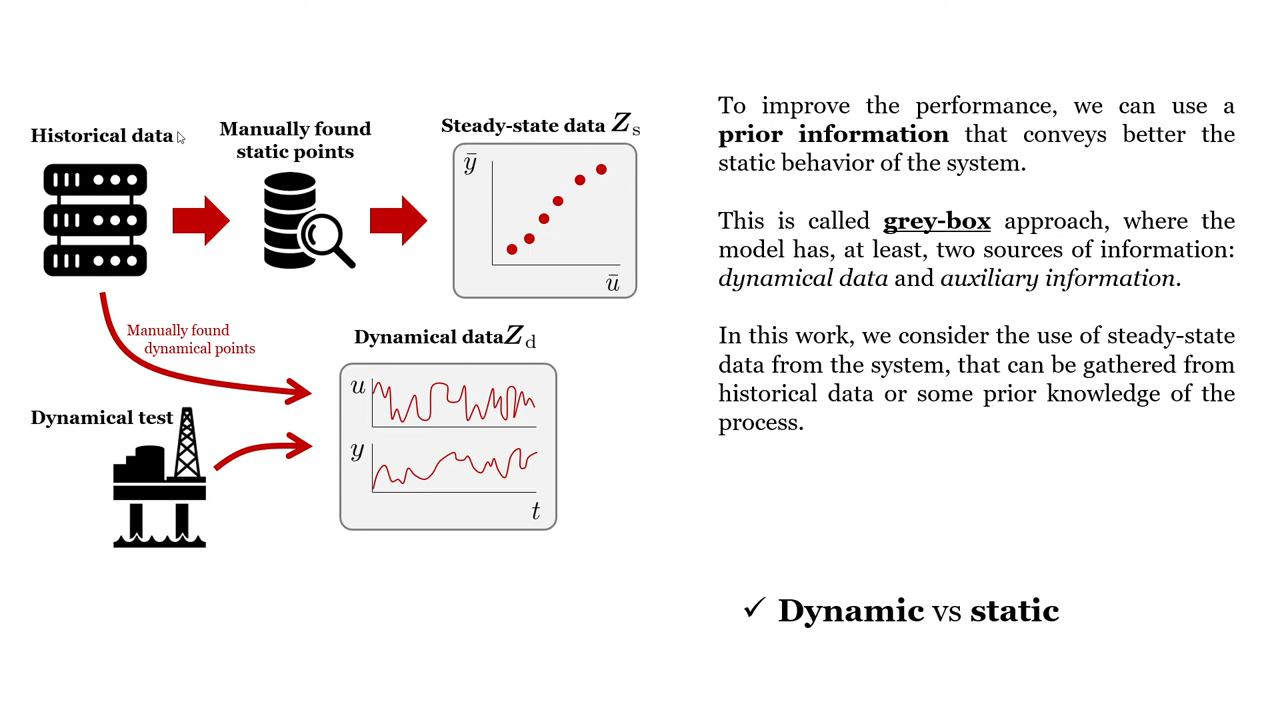 Historical data
Manually found
static points
Steady-state data Zs
ȳ
ū
Manually found
dynamical points
Dynamical data Zd
u
y
t
Dynamical test
To improve the performance, we can use a
prior information that conveys better the
static behavior of the system.
This is called grey-box approach, where the
model has, at least, two sources of information:
dynamical data and auxiliary information.
In this work, we consider the use of steady-state
data from the system, that can be gathered from
historical data or some prior knowledge of the
process.
✓ Dynamic vs static